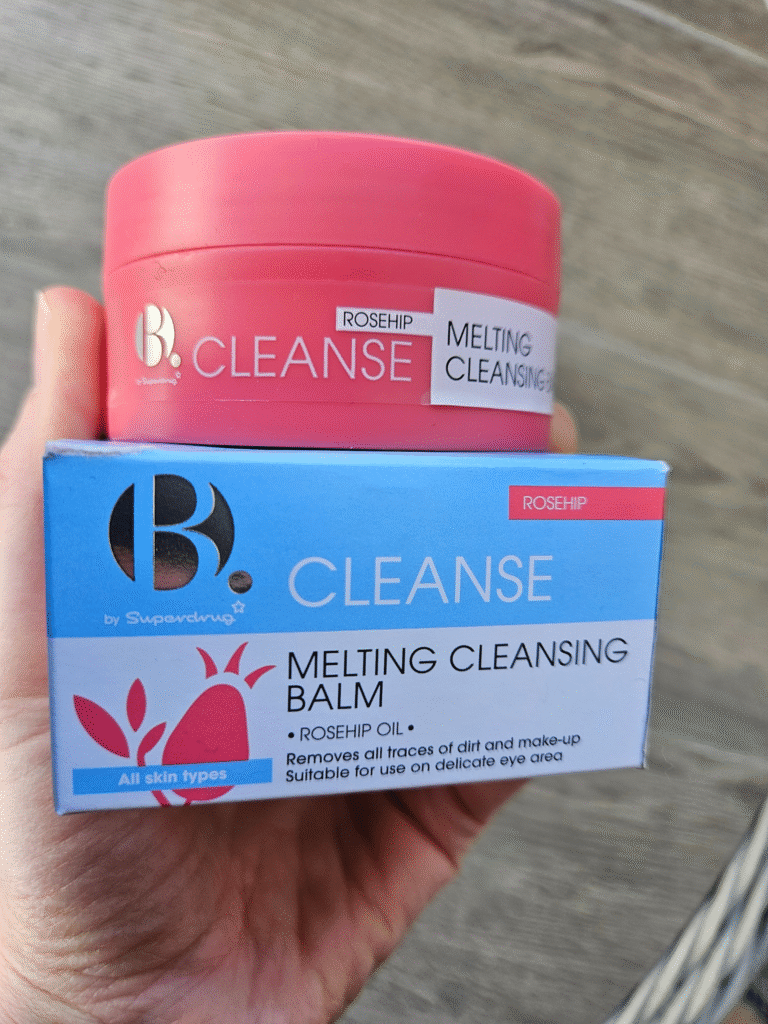 B.
by Superdrug
CLEANSE
ROSEHIP
MELTING
CLEANSING
B.
by Superdrug
ROSEHIP
CLEANSE
MELTING CLEANSING
BALM
• ROSEHIP OIL •
Removes all traces of dirt and make-up
Suitable for use on delicate eye area
All skin types